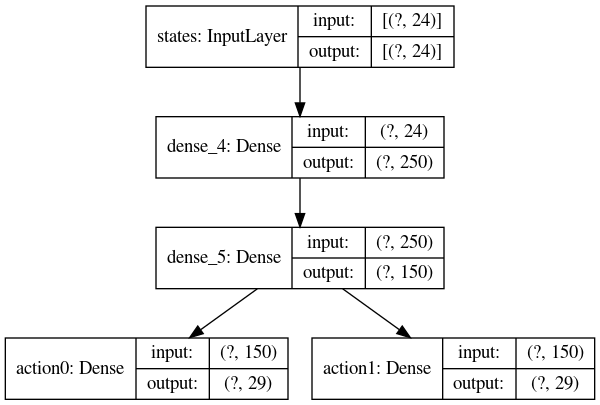 states: InputLayer
input: [(?, 24)]
output: [(?, 24)]
dense_4: Dense
input: (?, 24)
output: (?, 250)
dense_5: Dense
input: (?, 250)
output: (?, 150)
action0: Dense
input: (?, 150)
output: (?, 29)
action1: Dense
input: (?, 150)
output: (?, 29)